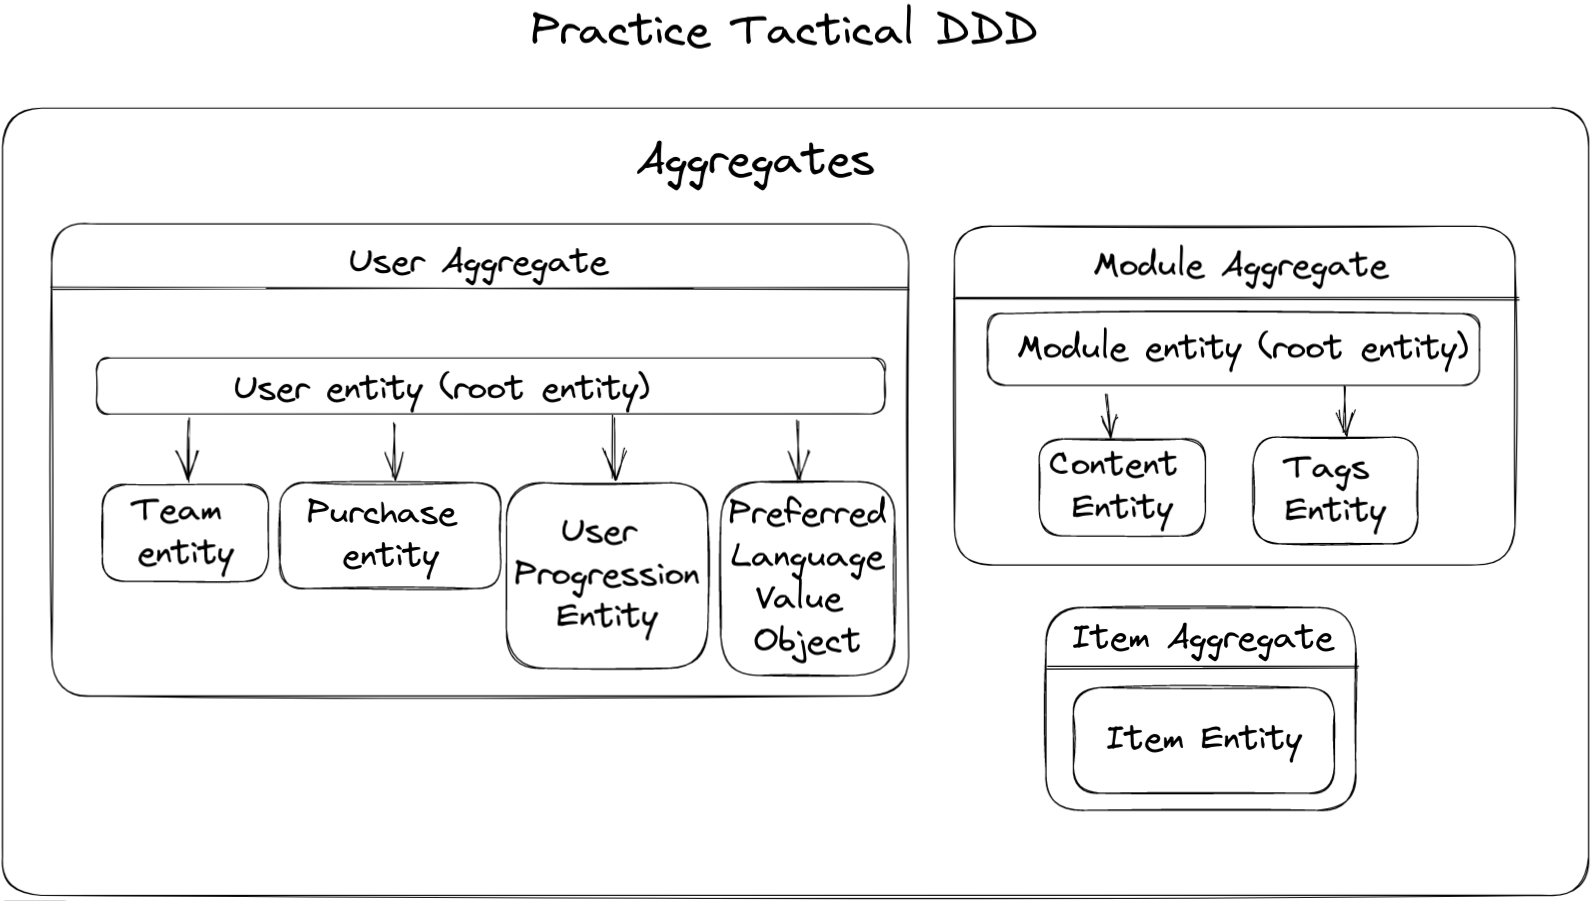 Practice Tactical DDD
Aggregates
User Aggregate
User entity (root entity)
Team
entity
Purchase
entity
User
Progression
Entity
Preferred
Language
Value
Object
Module Aggregate
Module entity (root entity)
Content
Entity
Tags
Entity
Item Aggregate
Item Entity